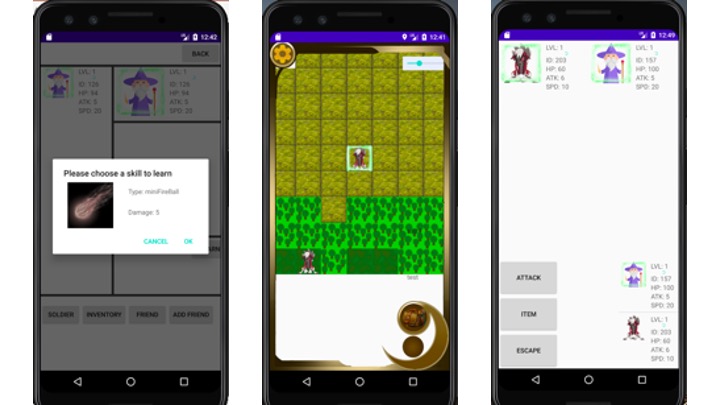 12:42
BACK
LVL: 1
ID: 126
HP: 94
ATK: 5
SPD: 20
LVL: 1
ID: 126
HP: 94
ATK: 5
SPD: 20
Please choose a skill to learn
Type: miniFireBall
Damage: 5
CANCEL
OK
SOLDIER
INVENTORY
FRIEND
ADD FRIEND
12:41
test
12:49
LVL: 1
ID: 203
HP: 60
ATK: 6
SPD: 10
LVL: 1
ID: 157
HP: 100
ATK: 5
SPD: 20
ATTACK
ITEM
ESCAPE
LVL: 1
ID: 157
HP: 100
ATK: 5
SPD: 20
LVL: 1
ID: 203
HP: 60
ATK: 6
SPD: 10